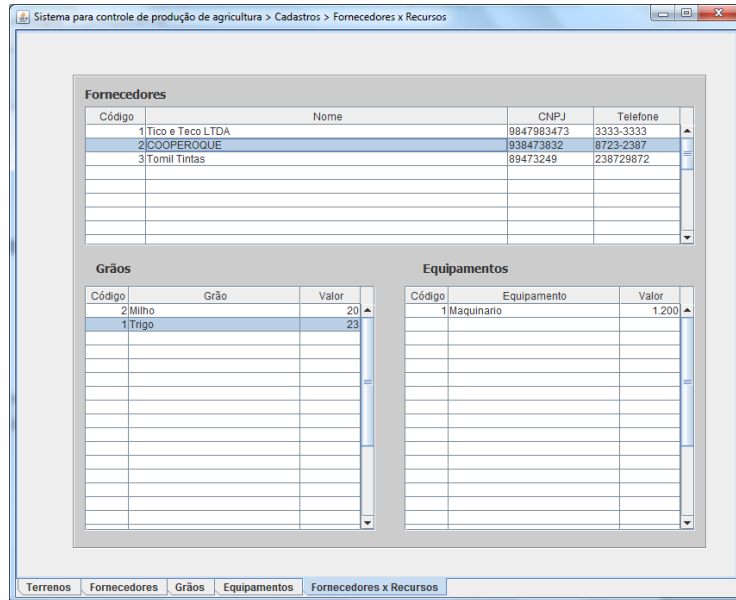 Sistema para controle de produção de agricultura > Cadastros > Fornecedores x Recursos
Fornecedores
Código Nome CNPJ Telefone
1 Tico e Teco LTDA 9847983473 3333-3333
2 COOPEROQUE 938473832 8723-2387
3 Tomil Tintas 89473249 238729872
Grãos
Código Grão Valor
2 Milho 20
1 Trigo 23
Equipamentos
Código Equipamento Valor
1 Maquinario 1.200
Terrenos Fornecedores Grãos Equipamentos Fornecedores x Recursos